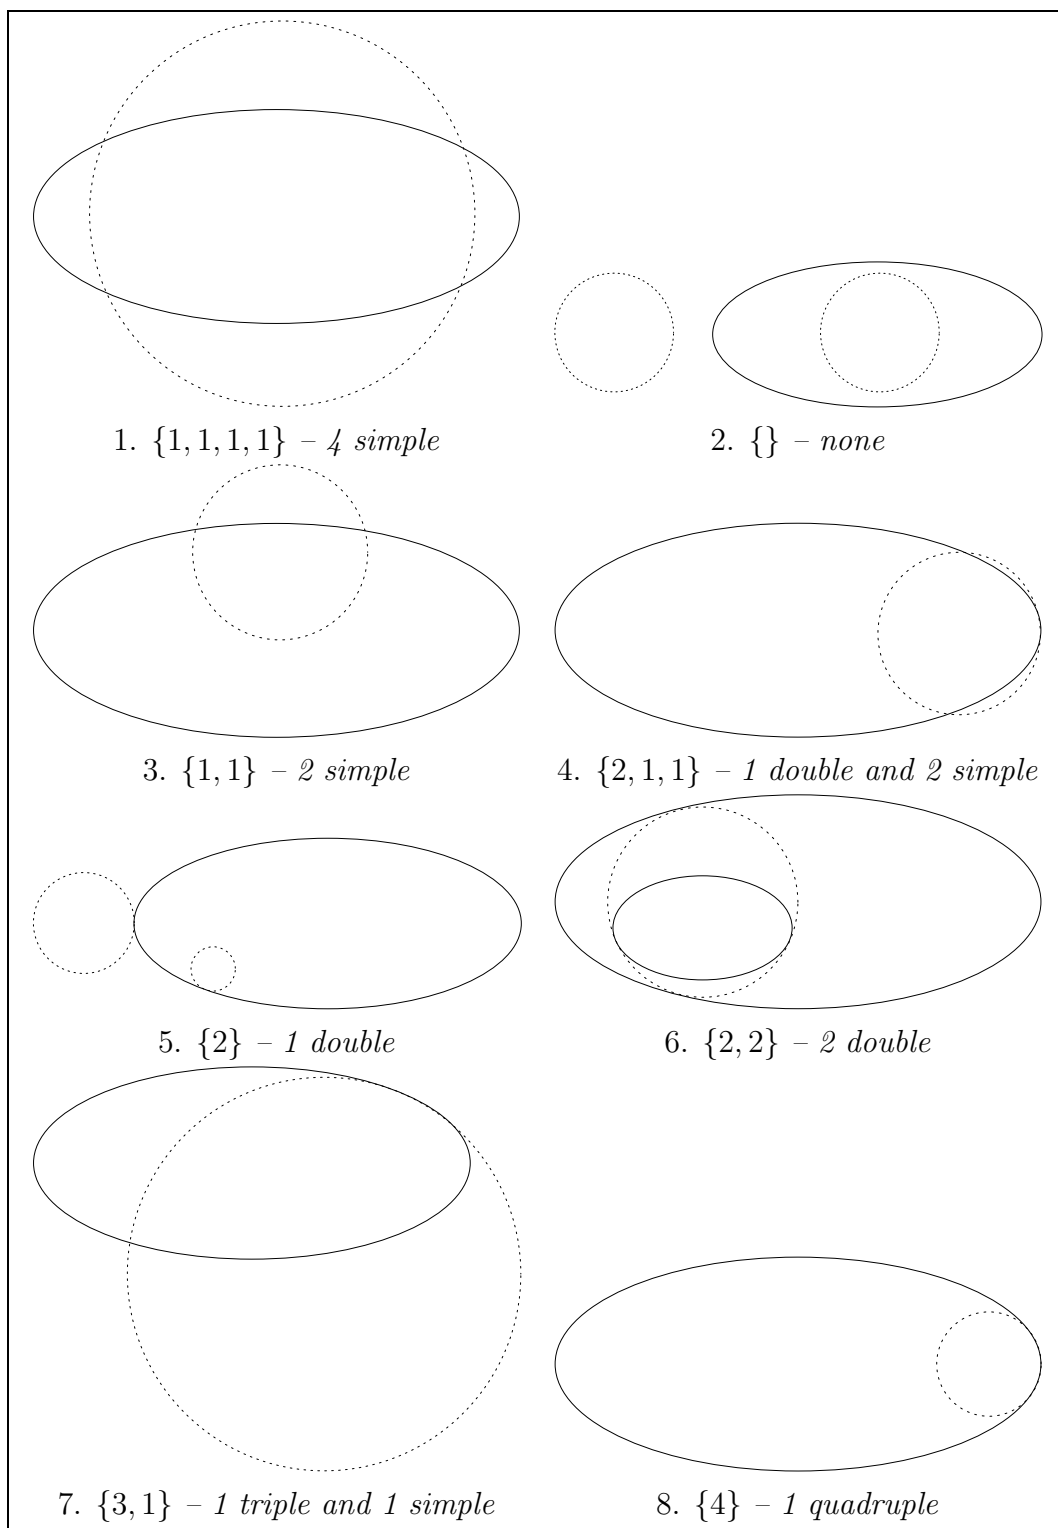 1. {1, 1, 1, 1} – 4 simple
2. {} – none
3. {1, 1} – 2 simple
4. {2, 1, 1} – 1 double and 2 simple
5. {2} – 1 double
6. {2, 2} – 2 double
7. {3, 1} – 1 triple and 1 simple
8. {4} – 1 quadruple